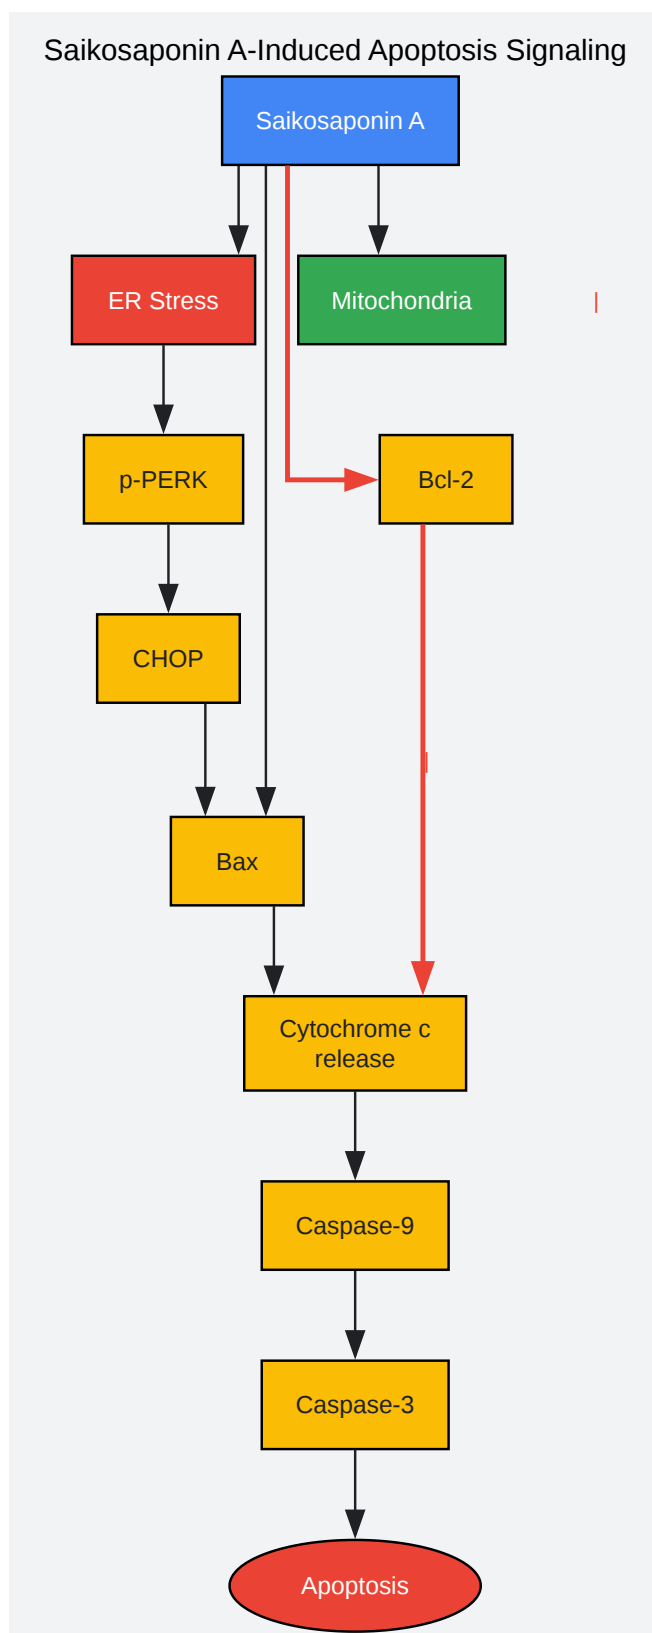 Saikosaponin A-Induced Apoptosis Signaling
Saikosaponin A
ER Stress
Mitochondria
|
p-PERK
Bcl-2
CHOP
|
Bax
Cytochrome c
release
Caspase-9
Caspase-3
Apoptosis